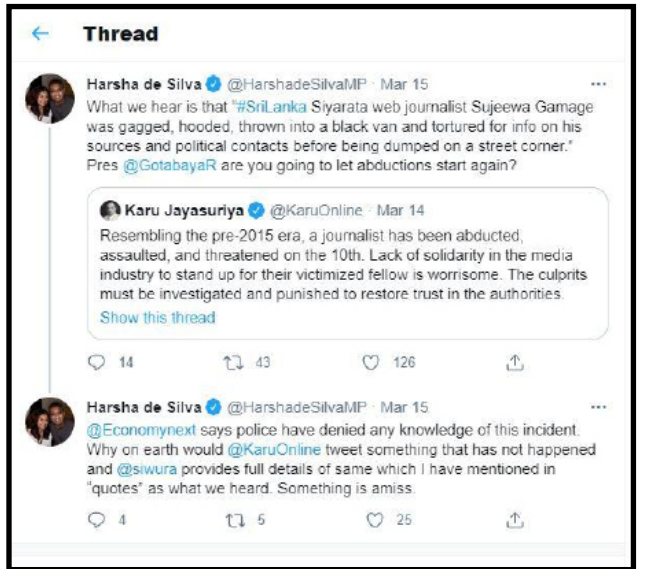 Thread
Harsha de Silva @HarshadeSilvaMP · Mar 15
What we hear is that "#SriLanka Siyarata web journalist Sujeewa Gamage
was gagged, hooded, thrown into a black van and tortured for info on his
sources and political contacts before being dumped on a street corner."
Pres @GotabayaR are you going to let abductions start again?
Karu Jayasuriya @KaruOnline · Mar 14
Resembling the pre-2015 era, a journalist has been abducted,
assaulted, and threatened on the 10th. Lack of solidarity in the media
industry to stand up for their victimized fellow is worrisome. The culprits
must be investigated and punished to restore trust in the authorities.
Show this thread
14 43 126
Harsha de Silva @HarshadeSilvaMP · Mar 15
@Economynext says police have denied any knowledge of this incident.
Why on earth would @KaruOnline tweet something that has not happened
and @siwura provides full details of same which I have mentioned in
"quotes" as what we heard. Something is amiss.
4 5 25